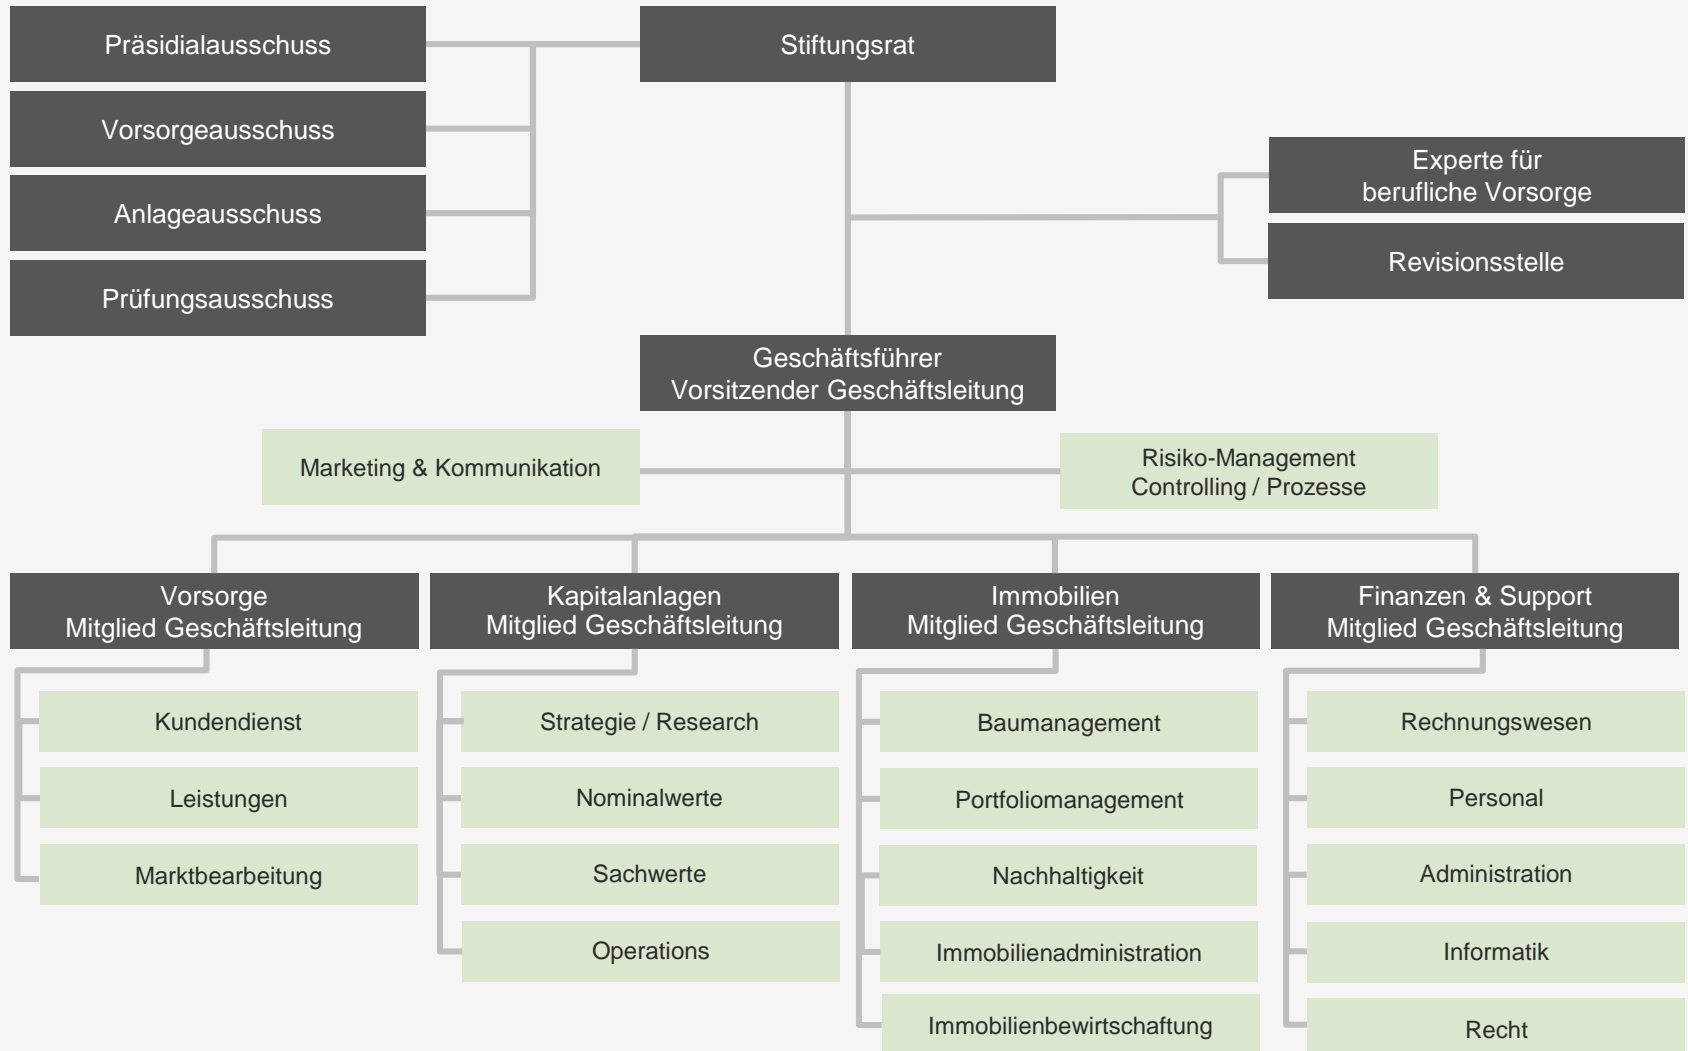 Präsidialausschuss
Stiftungsrat
Vorsorgeausschuss
Anlageausschuss
Prüfungsausschuss
Experte für
berufliche Vorsorge
Revisionsstelle
Geschäftsführer
Vorsitzender Geschäftsleitung
Marketing & Kommunikation
Risiko-Management
Controlling / Prozesse
Vorsorge
Mitglied Geschäftsleitung
Kundendienst
Leistungen
Marktbearbeitung
Kapitalanlagen
Mitglied Geschäftsleitung
Strategie / Research
Nominalwerte
Sachwerte
Operations
Immobilien
Mitglied Geschäftsleitung
Baumanagement
Portfoliomanagement
Nachhaltigkeit
Immobilienadministration
Immobilienbewirtschaftung
Finanzen & Support
Mitglied Geschäftsleitung
Rechnungswesen
Personal
Administration
Informatik
Recht